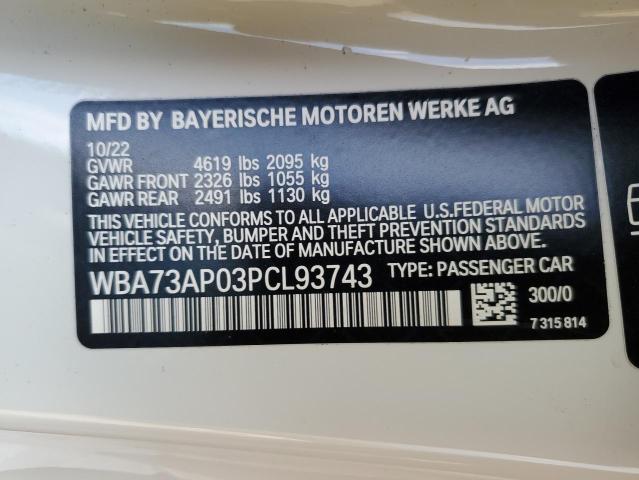 MFD BY BAYERISCHE MOTOREN WERKE AG
10/22
GVWR 4619 lbs 2095 kg
GAWR FRONT 2326 lbs 1055 kg
GAWR REAR 2491 lbs 1130 kg
THIS VEHICLE CONFORMS TO ALL APPLICABLE U.S.FEDERAL MOTOR
VEHICLE SAFETY, BUMPER AND THEFT PREVENTION STANDARDS
IN EFFECT ON THE DATE OF MANUFACTURE SHOWN ABOVE.
WBA73AP03PCL93743 TYPE: PASSENGER CAR
300/0
7 315 814